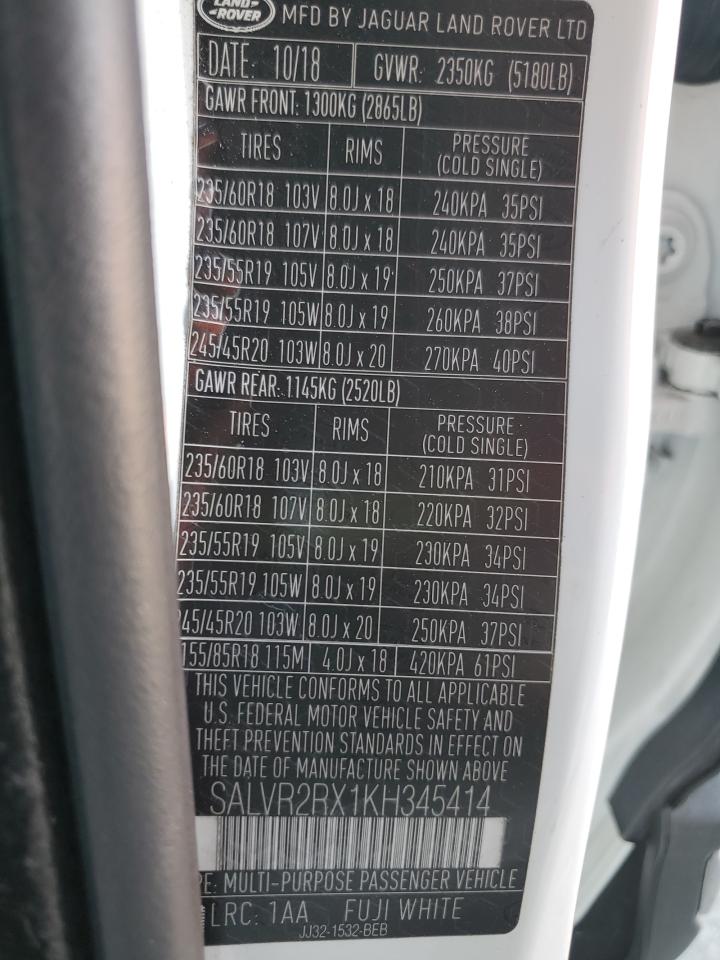 LAND-
ROVER
MFD BY JAGUAR LAND ROVER LTD
DATE: 10/18 GVWR: 2350KG (5180LB)
GAWR FRONT: 1300KG (2865LB)
TIRES RIMS PRESSURE (COLD SINGLE)
235/60R18 103V 8.0J x 18 240KPA 35PSI
235/60R18 107V 8.0J x 18 240KPA 35PSI
235/55R19 105V 8.0J x 19 250KPA 37PSI
235/55R19 105W 8.0J x 19 260KPA 38PSI
245/45R20 103W 8.0J x 20 270KPA 40PSI
GAWR REAR: 1145KG (2520LB)
TIRES RIMS PRESSURE (COLD SINGLE)
235/60R18 103V 8.0J x 18 210KPA 31PSI
235/60R18 107V 8.0J x 18 220KPA 32PSI
235/55R19 105V 8.0J x 19 230KPA 34PSI
235/55R19 105W 8.0J x 19 230KPA 34PSI
245/45R20 103W 8.0J x 20 250KPA 37PSI
155/85R18 115M 4.0J x 18 420KPA 61PSI
THIS VEHICLE CONFORMS TO ALL APPLICABLE
U.S. FEDERAL MOTOR VEHICLE SAFETY AND
THEFT PREVENTION STANDARDS IN EFFECT ON
THE DATE OF MANUFACTURE SHOWN ABOVE
SALVR2RX1KH345414
E: MULTI-PURPOSE PASSENGER VEHICLE
LRC: 1AA FUJI WHITE
JJ32-1532-BEB